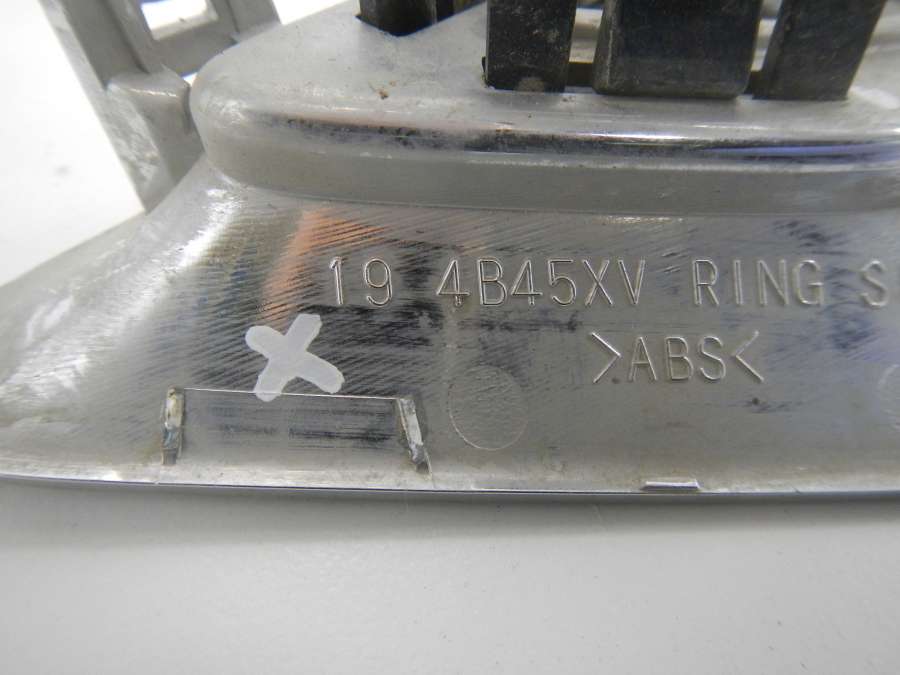 19 4B45XV RING S
>ABS<